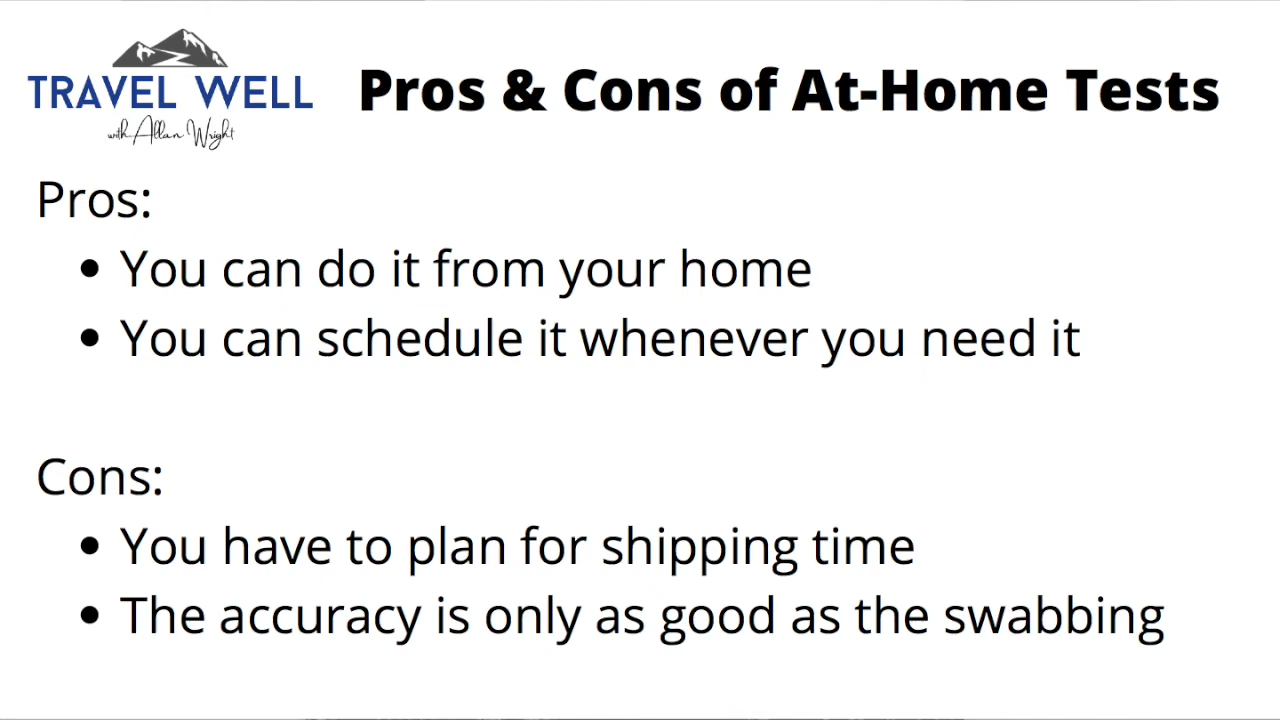 TRAVEL WELL
with Allan Wright
Pros & Cons of At-Home Tests
Pros:
• You can do it from your home
• You can schedule it whenever you need it
Cons:
• You have to plan for shipping time
• The accuracy is only as good as the swabbing